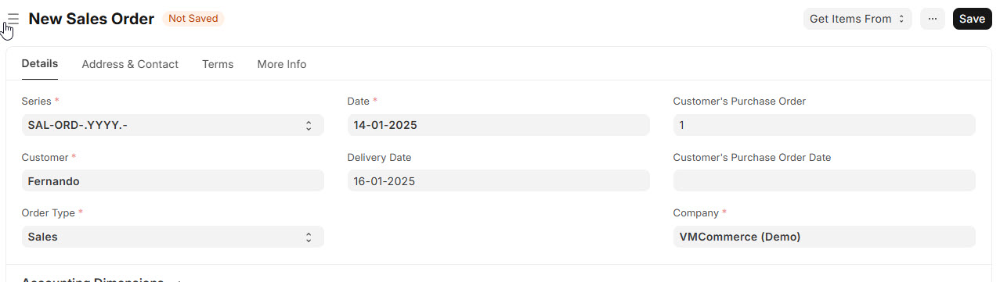 New Sales Order Not Saved Get Items From ... Save
Details Address & Contact Terms More Info
Series * Date * Customer's Purchase Order
SAL-ORD-.YYYY.- 14-01-2025 1
Customer * Delivery Date Customer's Purchase Order Date
Fernando 16-01-2025
Order Type * Company *
Sales VMCommerce (Demo)
Accounting Dimensions